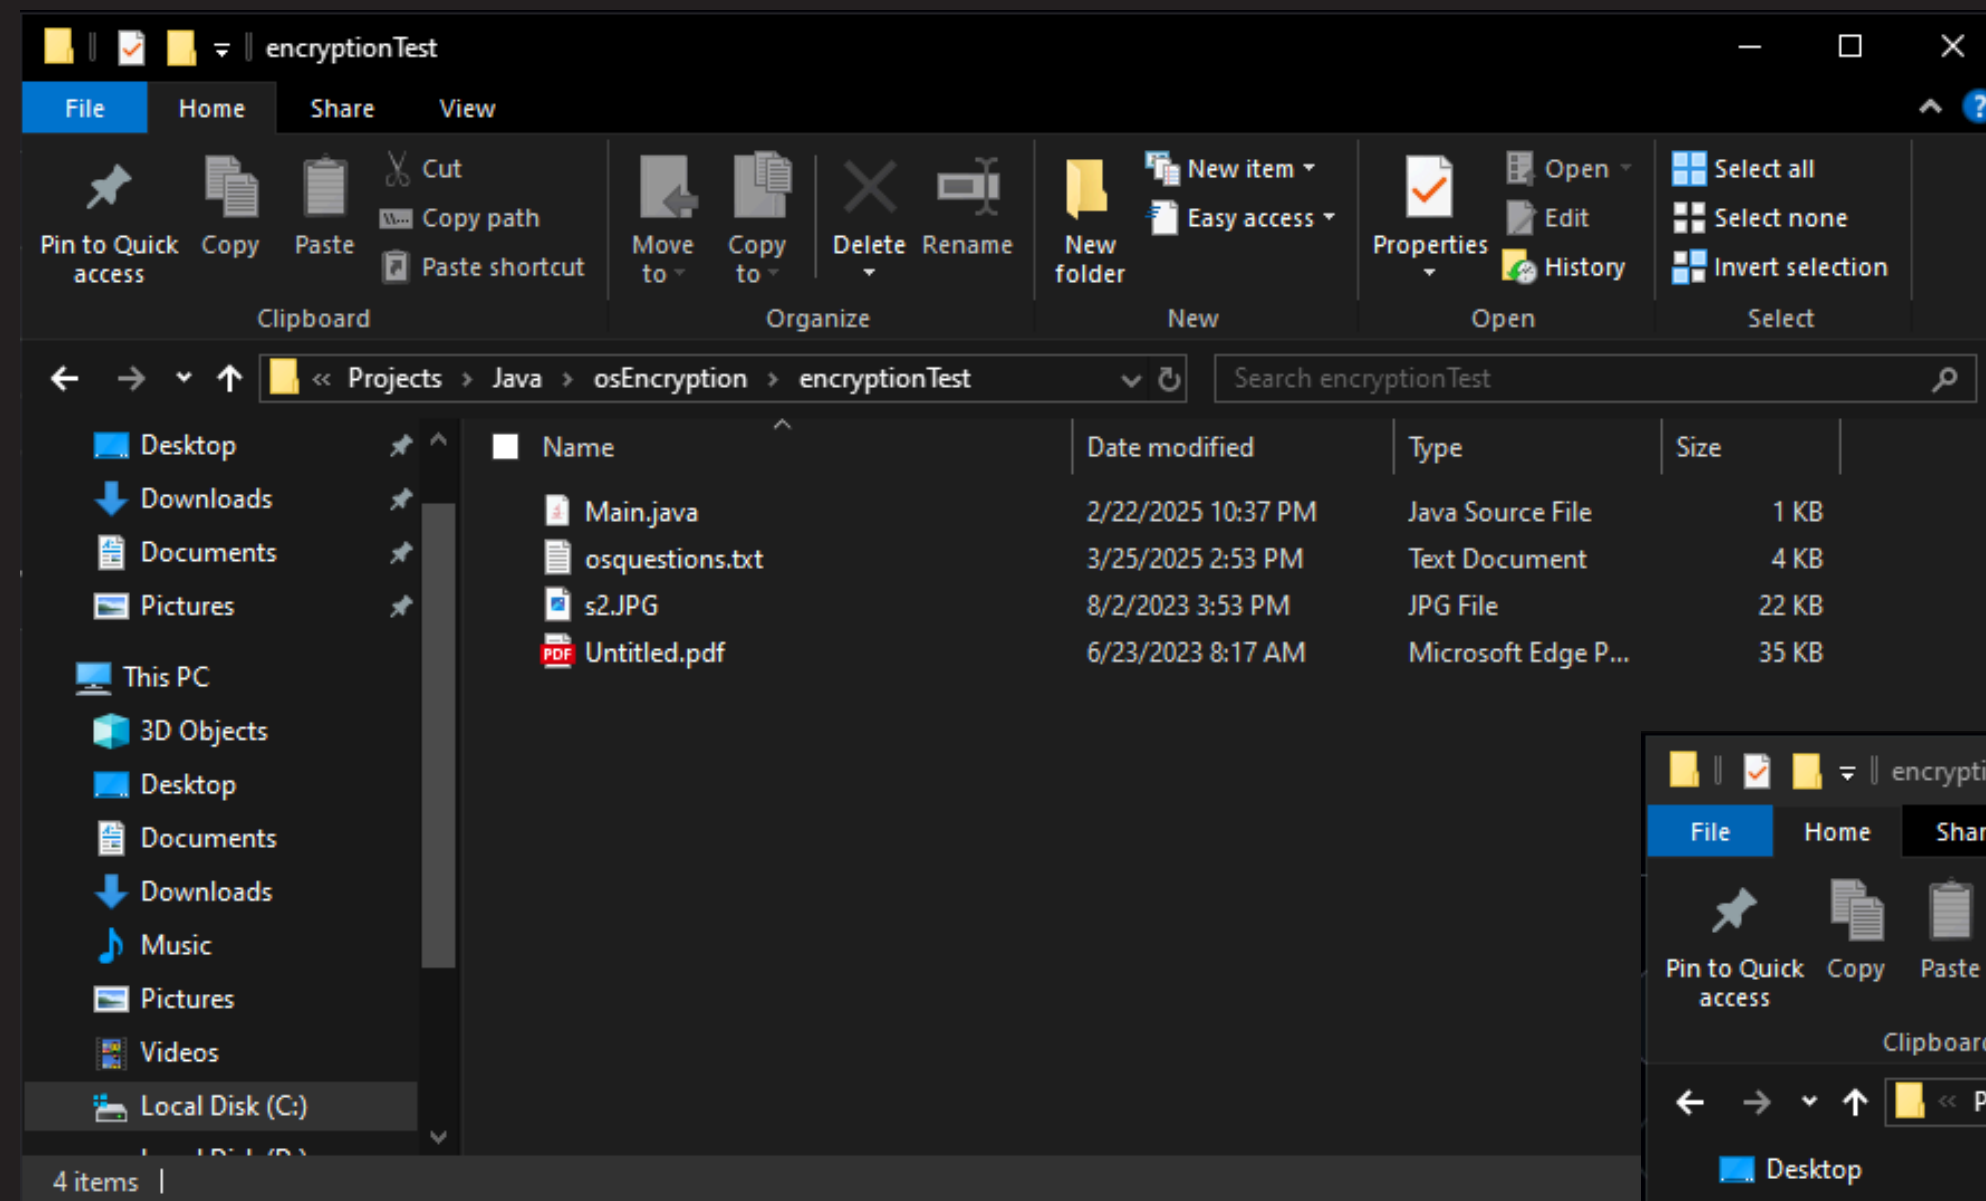 encryptionTest
File Home Share View
Pin to Quick access
Copy
Paste
Cut
Copy path
Paste shortcut
Clipboard
Move to
Copy to
Delete
Rename
Organize
New folder
New item
Easy access
New
Properties
Open
Edit
History
Open
Select all
Select none
Invert selection
Select
« Projects > Java > osEncryption > encryptionTest
Search encryptionTest
Desktop
Downloads
Documents
Pictures
This PC
3D Objects
Desktop
Documents
Downloads
Music
Pictures
Videos
Local Disk (C:)
Name Date modified Type Size
Main.java 2/22/2025 10:37 PM Java Source File 1 KB
osquestions.txt 3/25/2025 2:53 PM Text Document 4 KB
s2.JPG 8/2/2023 3:53 PM JPG File 22 KB
PDF Untitled.pdf 6/23/2023 8:17 AM Microsoft Edge P... 35 KB
4 items
File Home
Pin to Quick access
Copy
Paste
Desktop